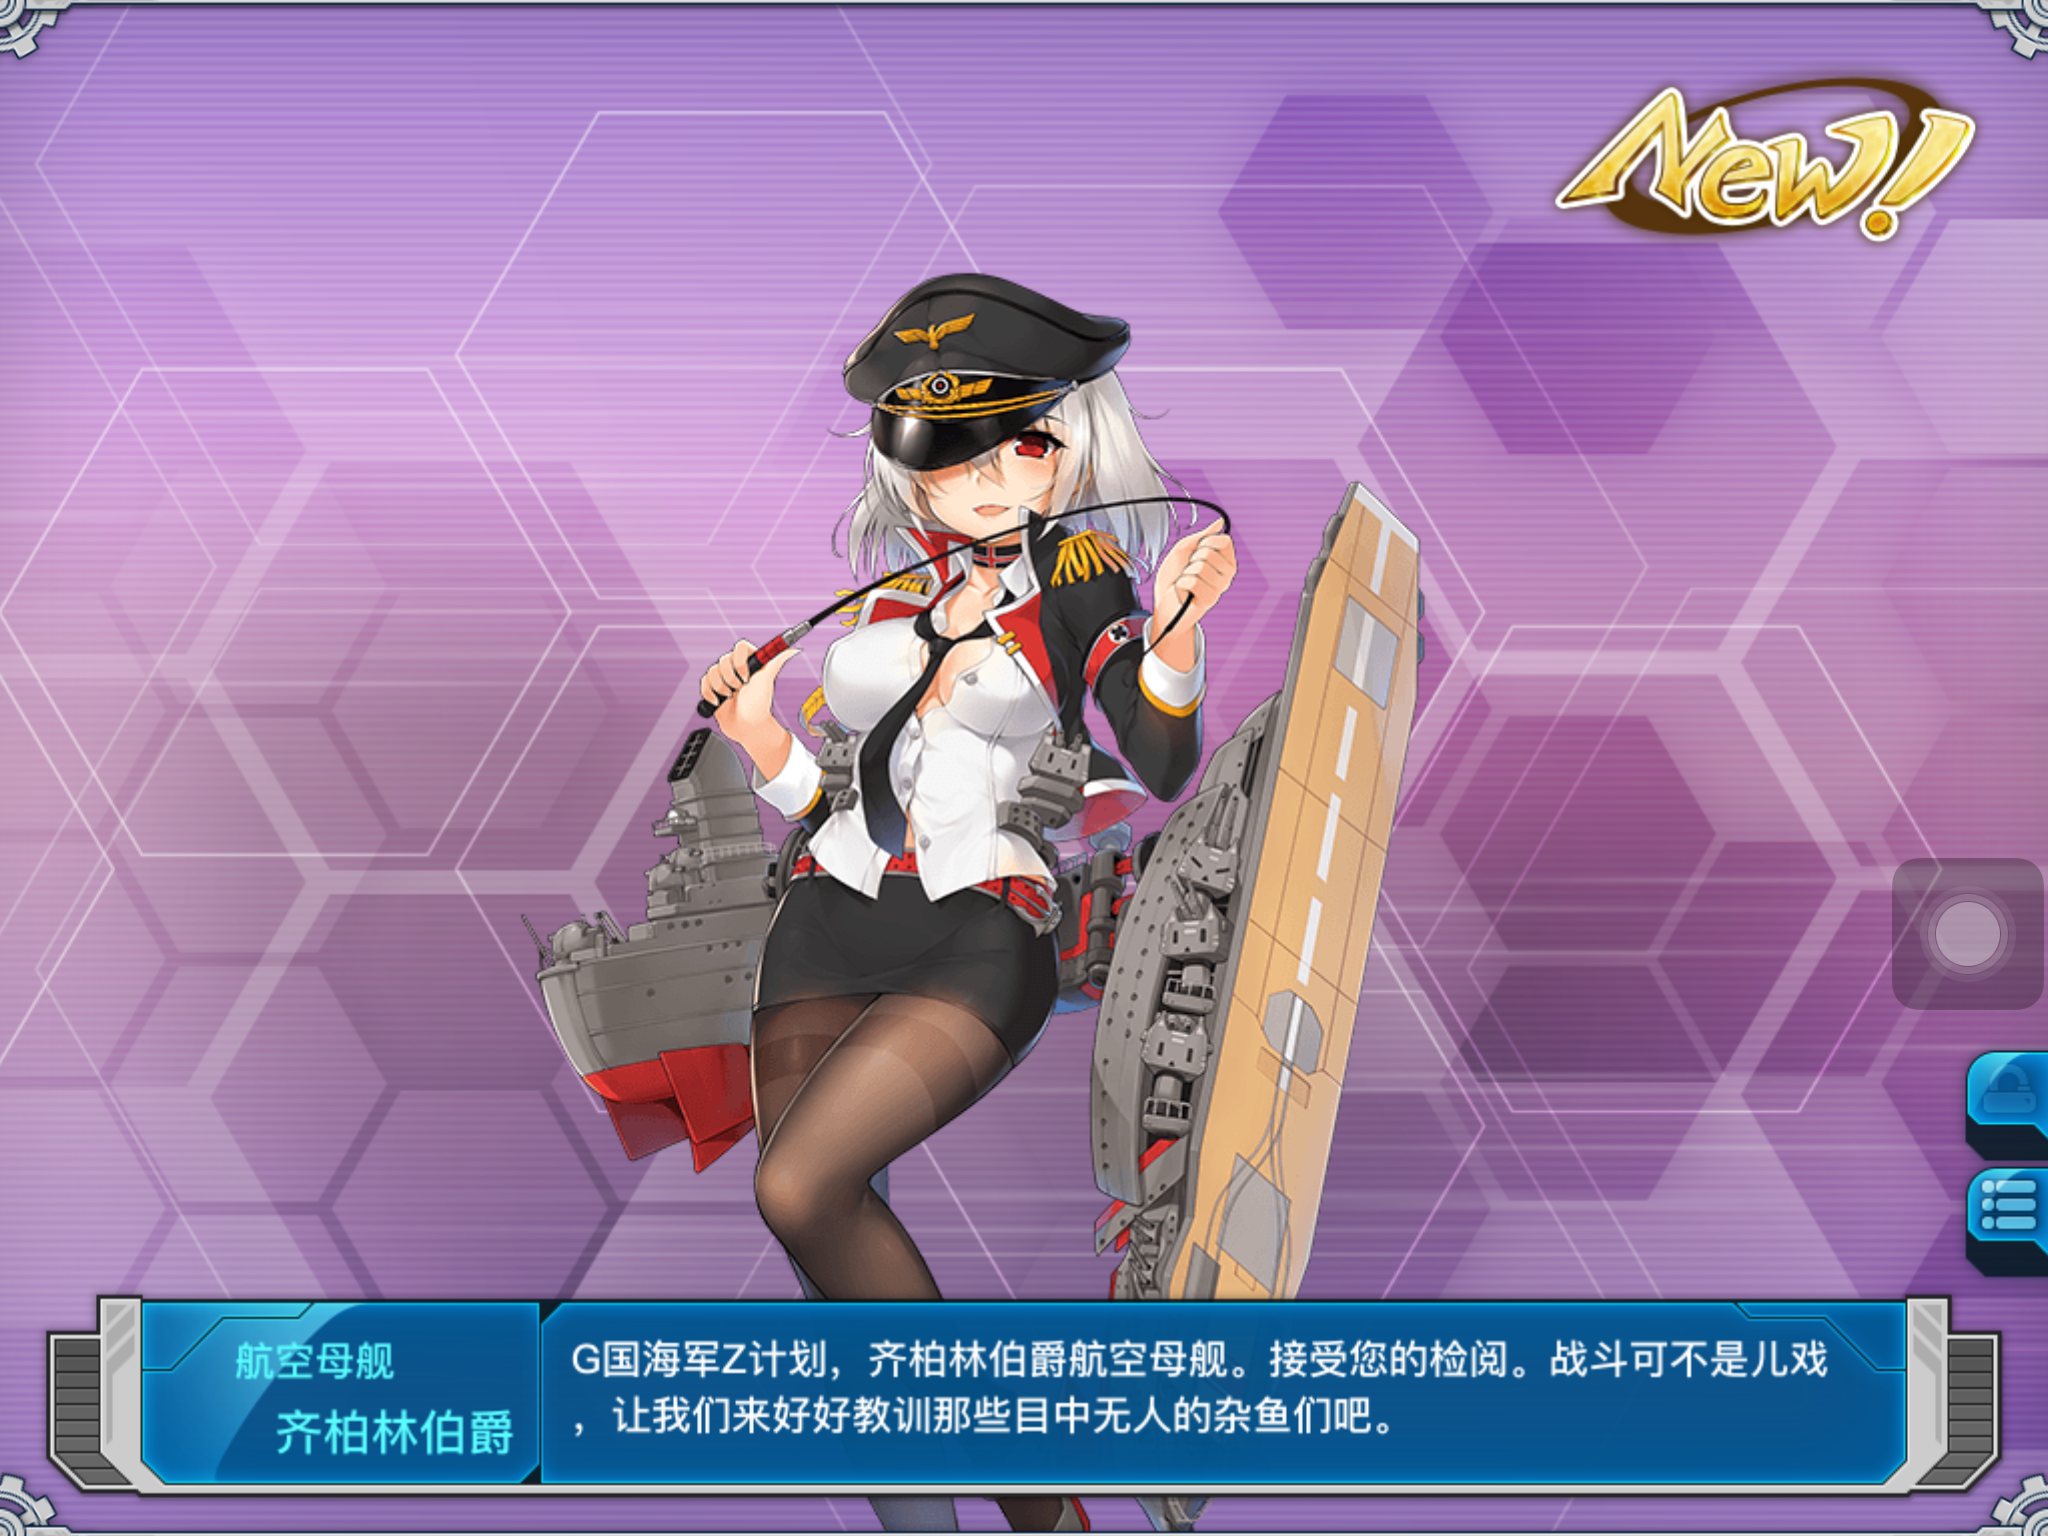 New!
航空母舰
齐柏林伯爵
G国海军Z计划，齐柏林伯爵航空母舰。接受您的检阅。战斗可不是儿戏
，让我们来好好教训那些目中无人的杂鱼们吧。